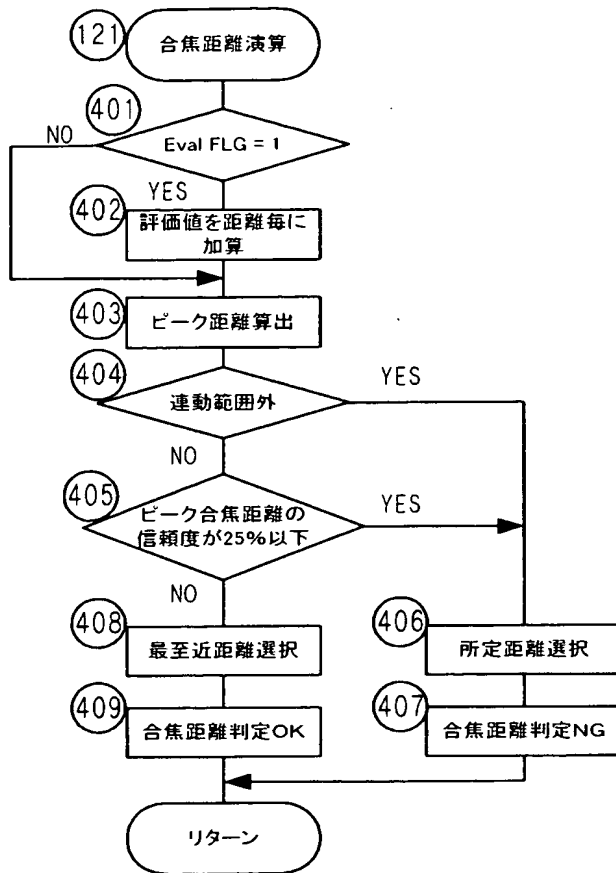 121
合焦距離演算
401
NO
Eval FLG = 1
YES
402
評価値を距離毎に
加算
403
ピーク距離算出
404
YES
連動範囲外
NO
405
ピーク合焦距離の
信頼度が25%以下
YES
NO
408
最至近距離選択
406
所定距離選択
409
合焦距離判定OK
407
合焦距離判定NG
リターン